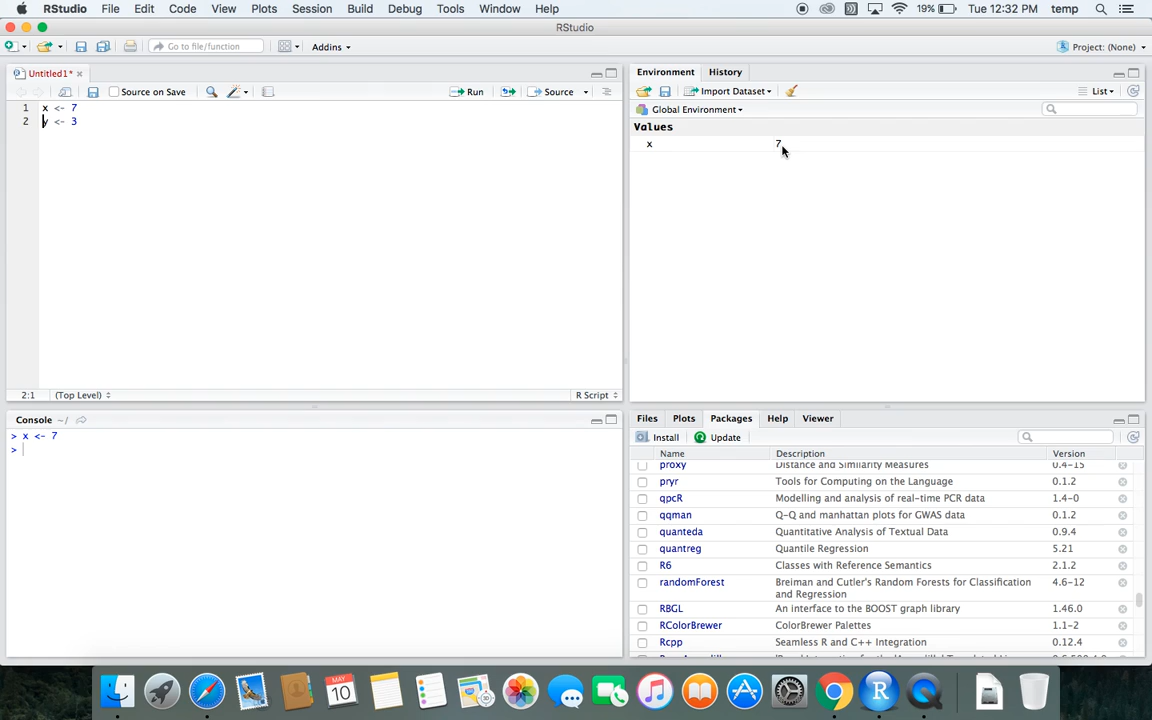 RStudio File Edit Code View Plots Session Build Debug Tools Window Help 19% Tue 12:32 PM temp
RStudio
Go to file/function Addins Project: (None)
Untitled1*
Source on Save Run Source
1 x <- 7
2 y <- 3
2:1 (Top Level) R Script
Console ~/
> x <- 7
>
Environment History
Import Dataset List
Global Environment
Values
x 7
Files Plots Packages Help Viewer
Install Update
Name Description Version
proxy Distance and Similarity Measures 0.4-15
pryr Tools for Computing on the Language 0.1.2
qpcR Modelling and analysis of real-time PCR data 1.4-0
qqman Q-Q and manhattan plots for GWAS data 0.1.2
quanteda Quantitative Analysis of Textual Data 0.9.4
quantreg Quantile Regression 5.21
R6 Classes with Reference Semantics 2.1.2
randomForest Breiman and Cutler's Random Forests for Classification 4.6-12
and Regression
RBGL An interface to the BOOST graph library 1.46.0
RColorBrewer ColorBrewer Palettes 1.1-2
Rcpp Seamless R and C++ Integration 0.12.4
MAY
10
R